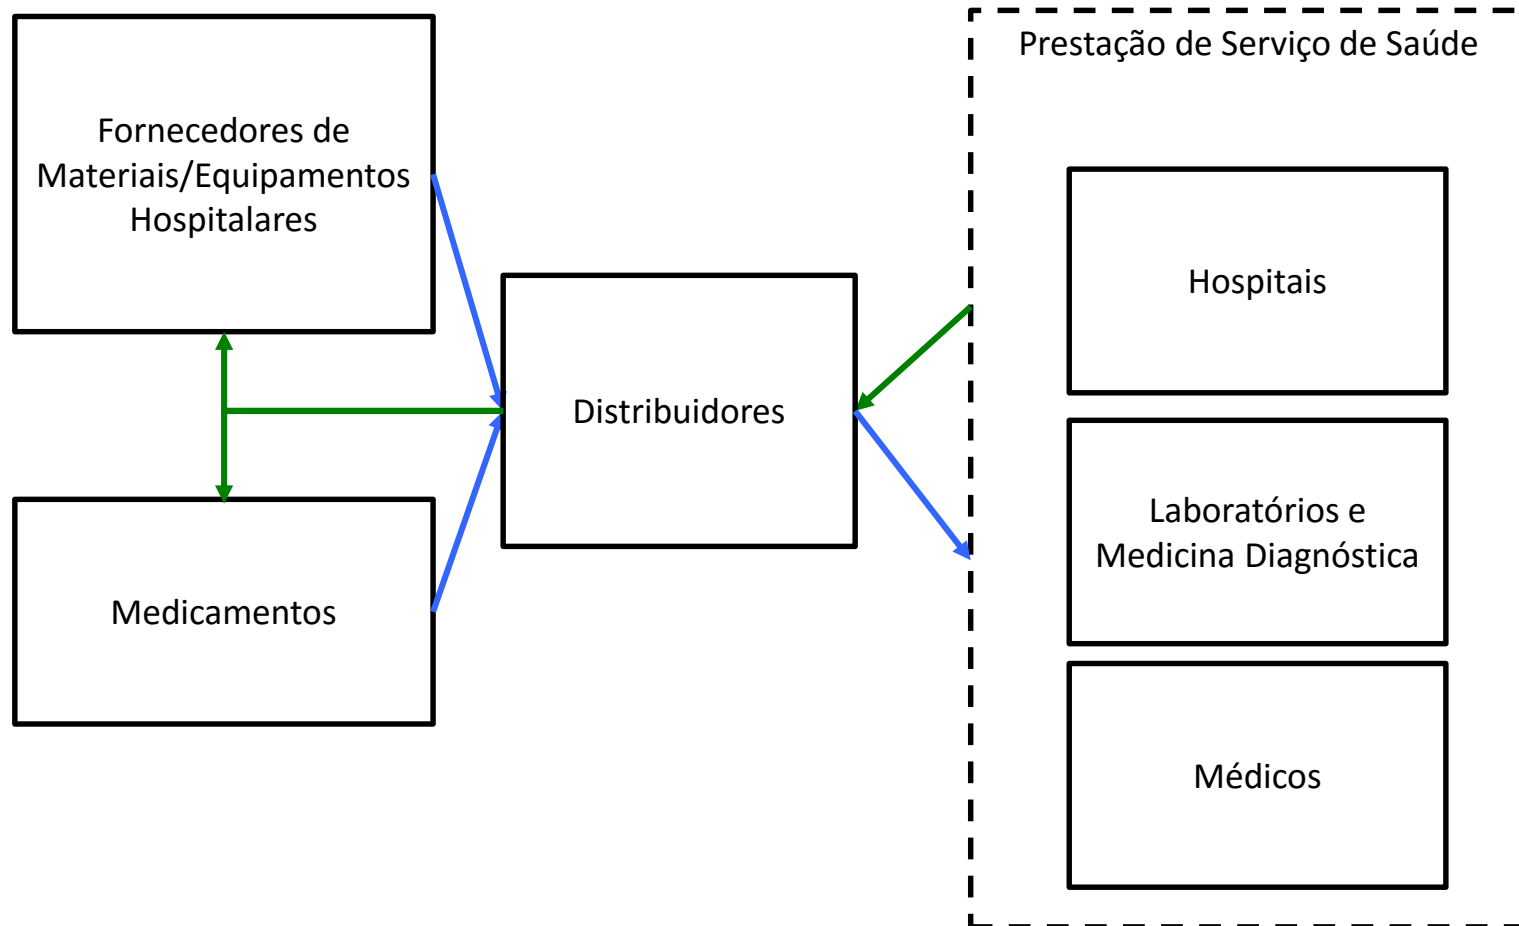 Prestação de Serviço de Saúde
Fornecedores de
Materiais/Equipamentos
Hospitalares
Hospitais
Distribuidores
Laboratórios e
Medicina Diagnóstica
Medicamentos
Médicos